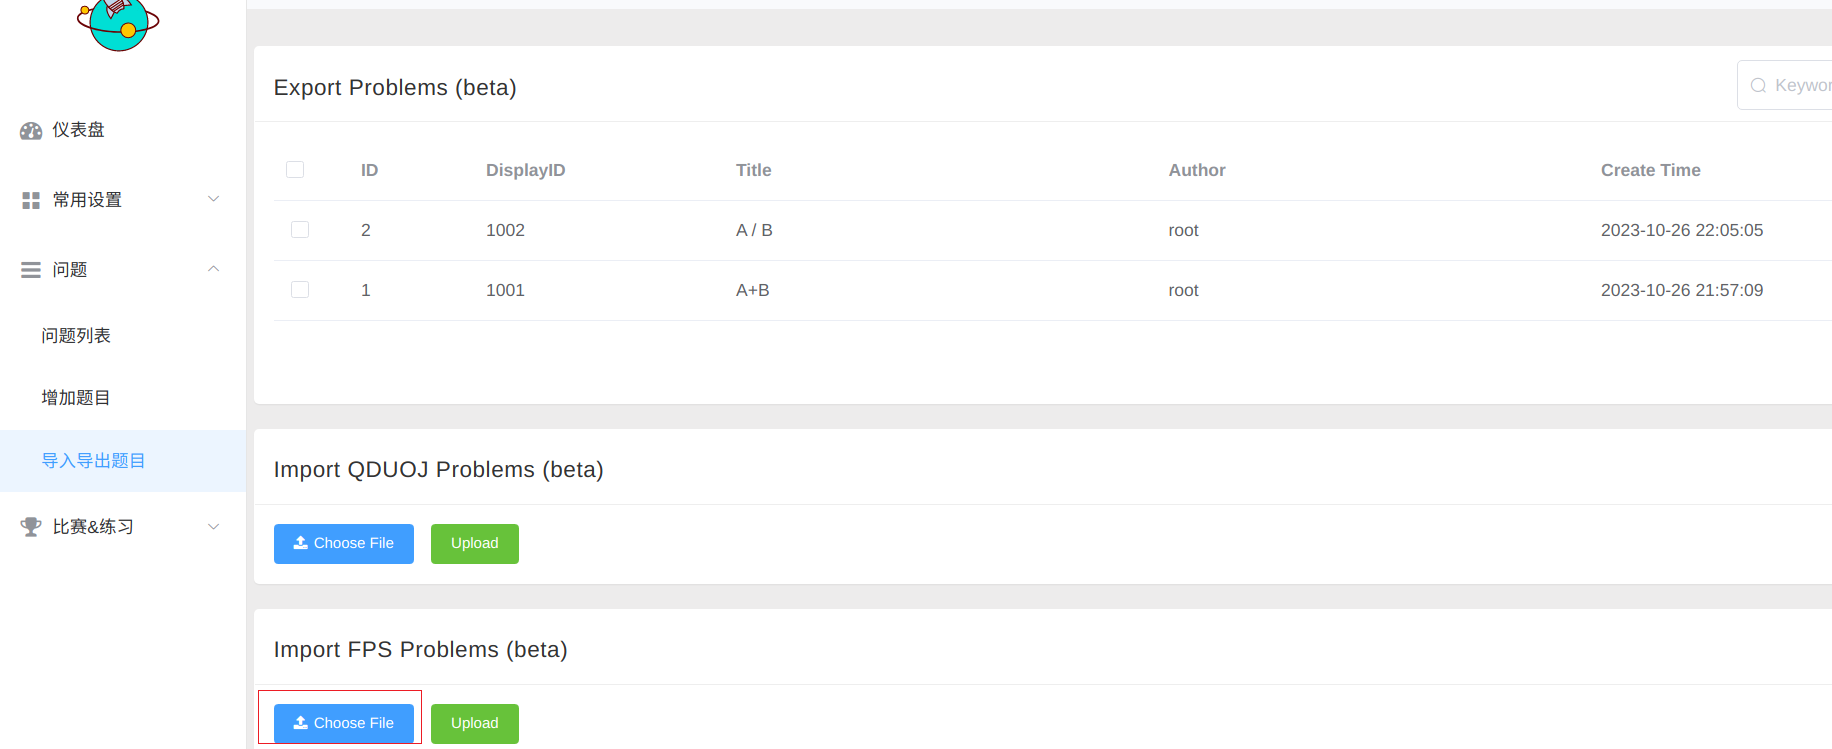 仪表盘
常用设置
问题
问题列表
增加题目
导入导出题目
比赛&练习
Export Problems (beta)
ID DisplayID Title Author Create Time
2 1002 A / B root 2023-10-26 22:05:05
1 1001 A+B root 2023-10-26 21:57:09
Import QDUOJ Problems (beta)
Choose File Upload
Import FPS Problems (beta)
Choose File Upload